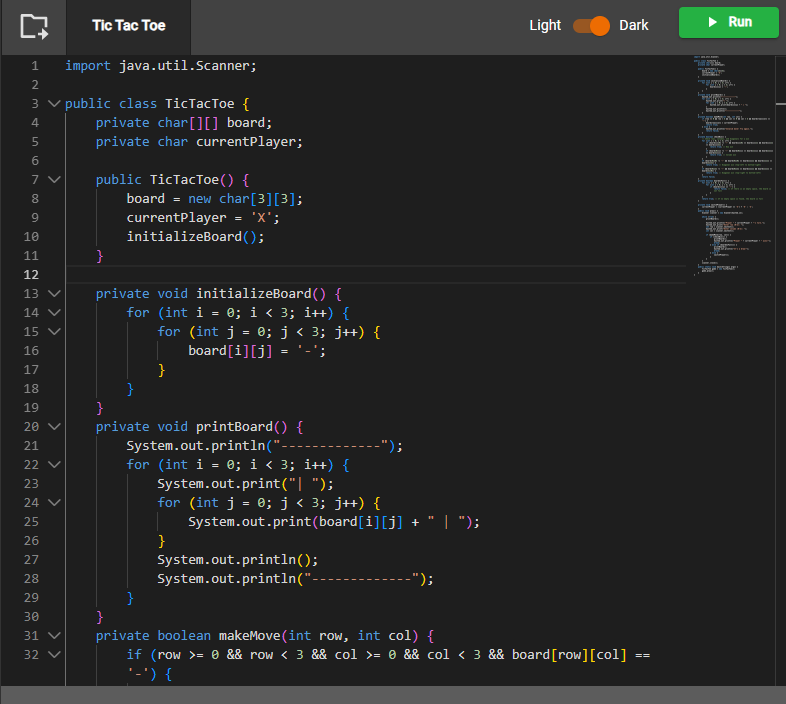 Tic Tac Toe
Light Dark Run
1 import java.util.Scanner;
2
3 public class TicTacToe {
4 private char[][] board;
5 private char currentPlayer;
6
7 public TicTacToe() {
8 board = new char[3][3];
9 currentPlayer = 'X';
10 initializeBoard();
11 }
12
13 private void initializeBoard() {
14 for (int i = 0; i < 3; i++) {
15 for (int j = 0; j < 3; j++) {
16 board[i][j] = '-';
17 }
18 }
19 }
20 private void printBoard() {
21 System.out.println("-------------");
22 for (int i = 0; i < 3; i++) {
23 System.out.print("| ");
24 for (int j = 0; j < 3; j++) {
25 System.out.print(board[i][j] + " | ");
26 }
27 System.out.println();
28 System.out.println("-------------");
29 }
30 }
31 private boolean makeMove(int row, int col) {
32 if (row >= 0 && row < 3 && col >= 0 && col < 3 && board[row][col] ==
'-') {